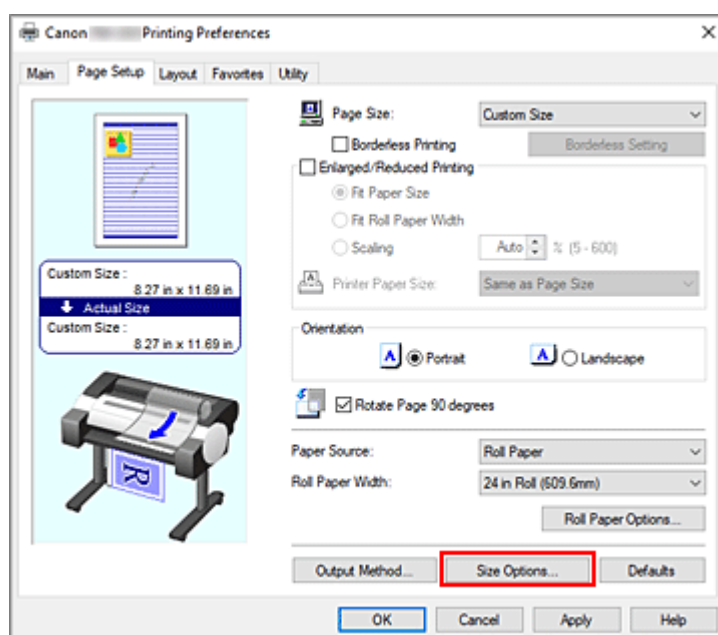 Canon Printing Preferences
Main Page Setup Layout Favorites Utility
Page Size: Custom Size
Borderless Printing Borderless Setting
Enlarged/Reduced Printing
Fit Paper Size
Fit Roll Paper Width
Scaling Auto % (5 - 600)
Printer Paper Size: Same as Page Size
Custom Size :
8.27 in x 11.69 in
Actual Size
Custom Size :
8.27 in x 11.69 in
Orientation
A Portrait A Landscape
Rotate Page 90 degrees
R
Paper Source: Roll Paper
Roll Paper Width: 24 in Roll (609.6mm)
Roll Paper Options...
Output Method... Size Options... Defaults
OK Cancel Apply Help